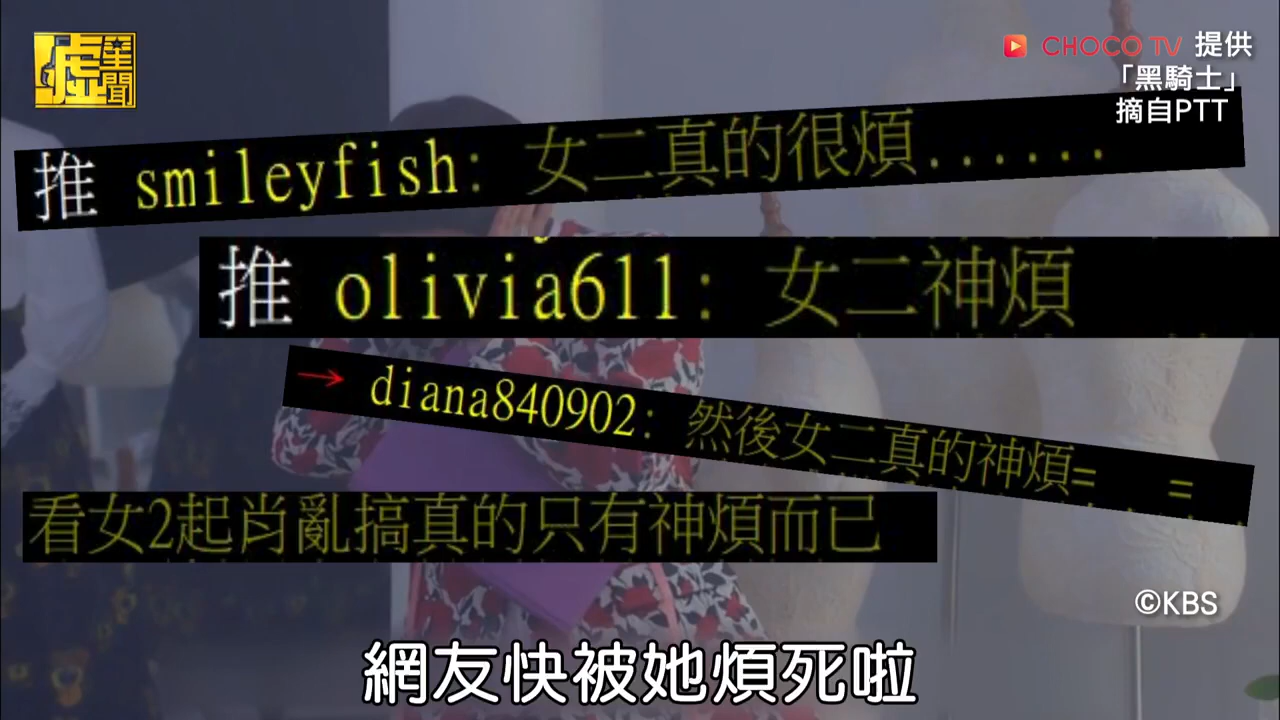 噓星聞
CHOCO TV 提供
「黑騎士」
摘自PTT
推 smileyfish: 女二真的很煩......
推 olivia611: 女二神煩
→ diana840902: 然後女二真的神煩= =
看女2起肖亂搞真的只有神煩而已
©KBS
網友快被她煩死啦